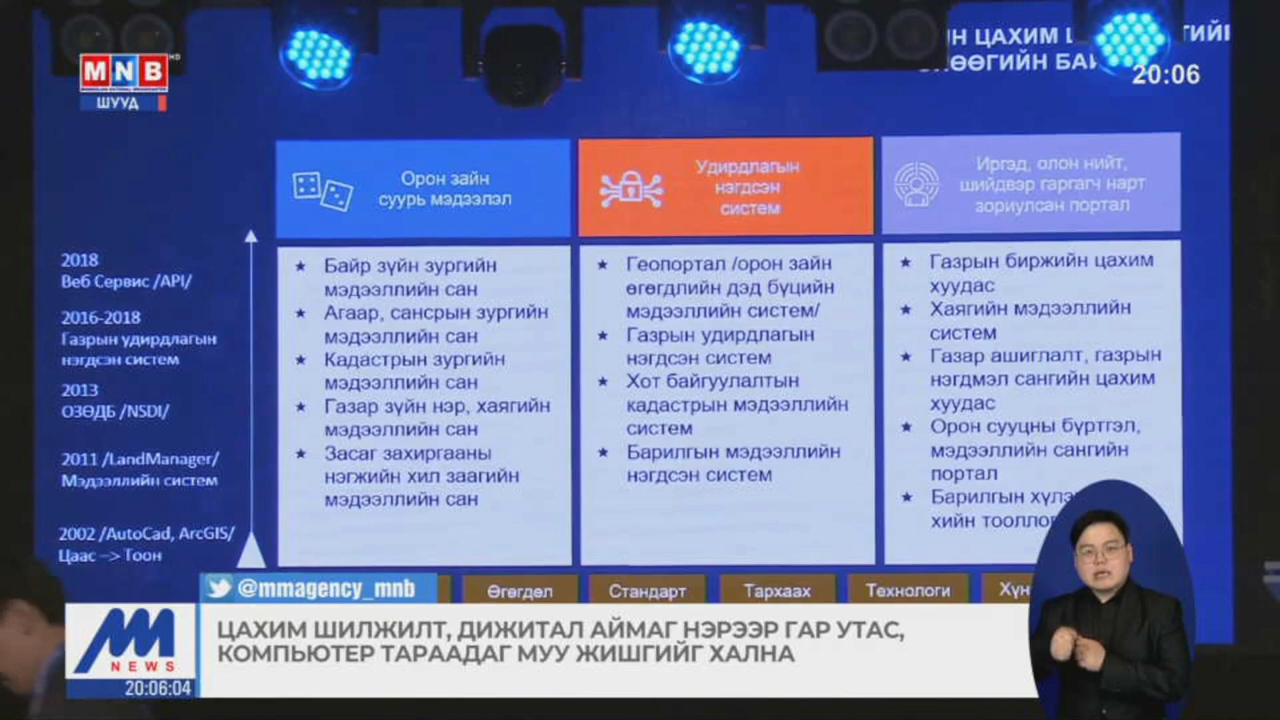 MNB HD
ШУУД
20:06
ЦАХИМ
Орон зайн
суурь мэдээлэл
Удирдлагын
нэгдсэн
систем
Иргэд, олон нийт,
шийдвэр гаргагч нарт
зориулсан портал
2018
Веб Сервис /API/
2016-2018
Газрын удирдлагын
нэгдсэн систем
2013
ОЗӨДБ /NSDI/
2011 /LandManager/
Мэдээллийн систем
2002 /AutoCad, ArcGIS/
Цаас –> Тоон
★ Байр зүйн зургийн
мэдээллийн сан
★ Агаар, сансрын зургийн
мэдээллийн сан
★ Кадастрын зургийн
мэдээллийн сан
★ Газар зүйн нэр, хаягийн
мэдээллийн сан
★ Засаг захиргааны
нэгжийн хил заагийн
мэдээллийн сан
★ Геопортал /орон зайн
өгөгдлийн дэд бүцийн
мэдээллийн систем/
★ Газрын удирдлагын
нэгдсэн систем
★ Хот байгуулалтын
кадастрын мэдээллийн
систем
★ Барилгын мэдээллийн
нэгдсэн систем
★ Газрын биржийн цахим
хуудас
★ Хаягийн мэдээллийн
систем
★ Газар ашиглалт, газрын
нэгдмэл сангийн цахим
хуудас
★ Орон сууцны бүртгэл,
мэдээллийн сангийн
портал
★ Барилгын
хийн
@mmagency_mnb
Өгөгдөл
Стандарт
Тархаах
Технологи
M NEWS
20:06:04
ЦАХИМ ШИЛЖИЛТ, ДИЖИТАЛ АЙМАГ НЭРЭЭР ГАР УТАС,
КОМПЬЮТЕР ТАРААДАГ МУУ ЖИШГИЙГ ХАЛНА